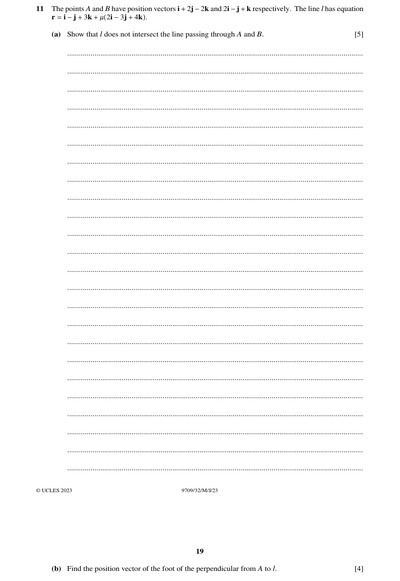 11 The points A and B have position vectors i + 2j − 2k and 2i − j + k respectively. The line l has equation
r = i − j + 3k + μ(2i − 3j + 4k).
(a) Show that l does not intersect the line passing through A and B. [5]
© UCLES 2023 9709/32/M/J/23
19
(b) Find the position vector of the foot of the perpendicular from A to l. [4]